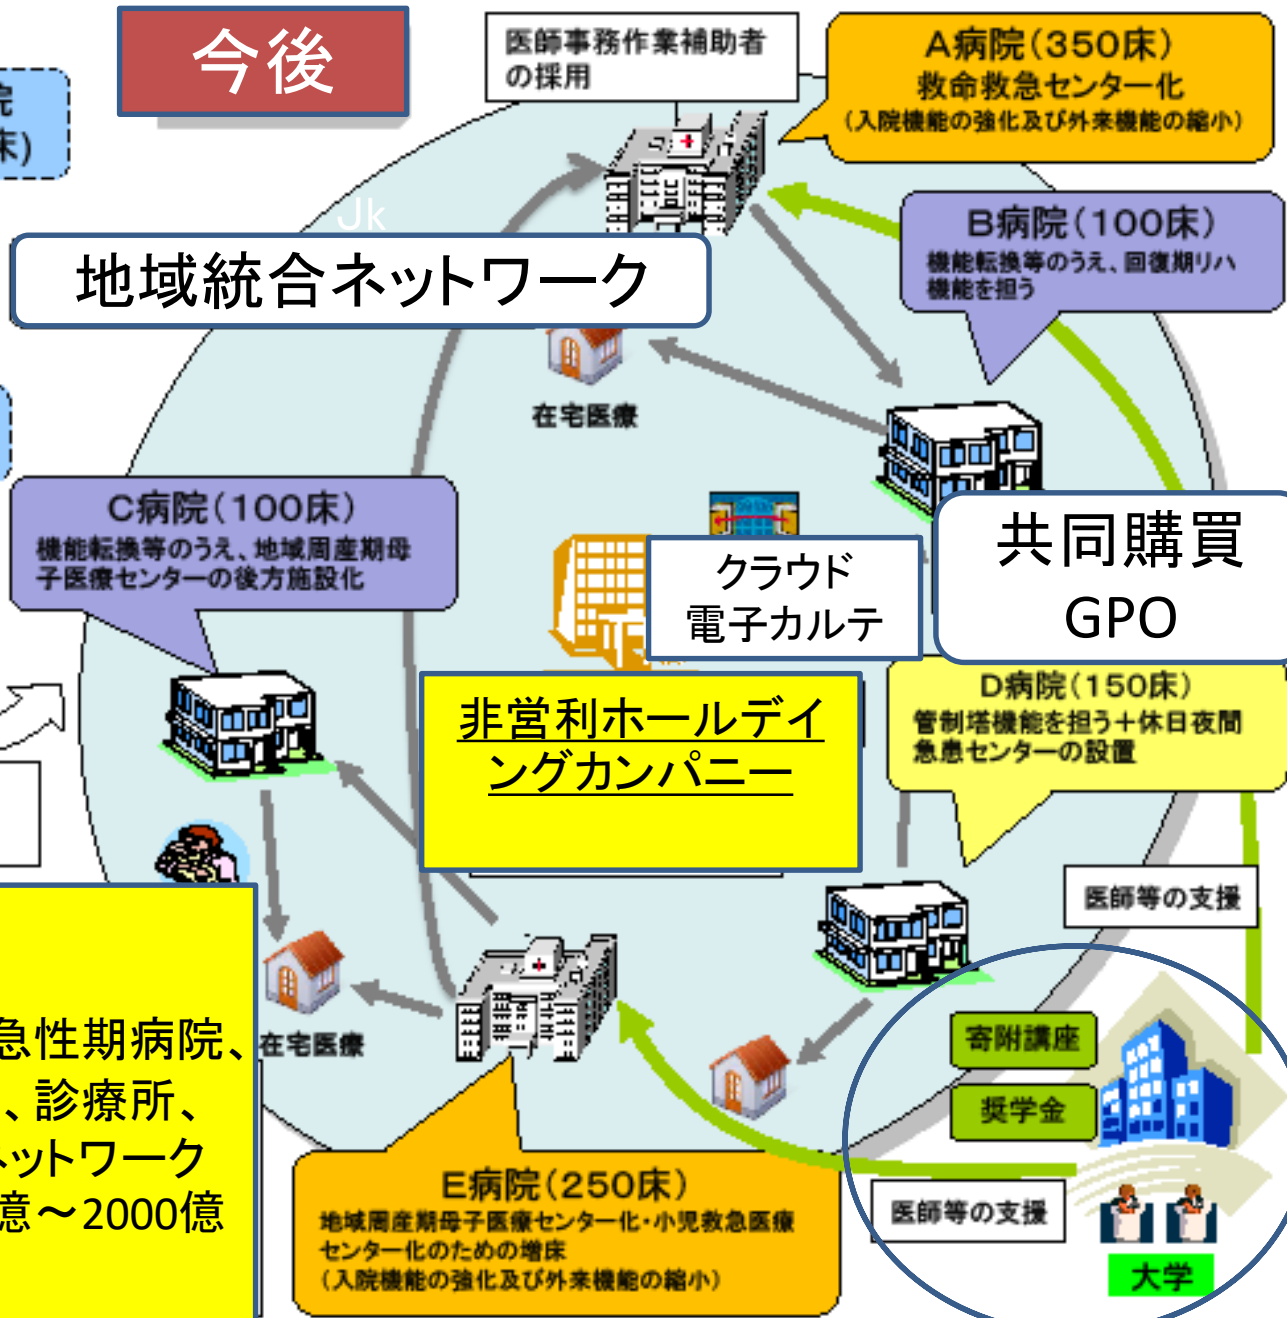 今後
医師事務作業補助者
の採用
A病院(350床)
救命救急センター化
(入院機能の強化及び外来機能の縮小)
院
床)
Jk
地域統合ネットワーク
B病院(100床)
機能転換等のうえ、回復期リハ
機能を担う
在宅医療
C病院(100床)
機能転換等のうえ、地域周産期母
子医療センターの後方施設化
クラウド
電子カルテ
共同購買
GPO
非営利ホールデイ
ングカンパニー
D病院(150床)
管制塔機能を担う+休日夜間
急患センターの設置
医師等の支援
急性期病院、
、診療所、
ネットワーク
億～2000億
在宅医療
寄附講座
奨学金
E病院(250床)
地域周産期母子医療センター化・小児救急医療
センター化のための増床
(入院機能の強化及び外来機能の縮小)
医師等の支援
大学